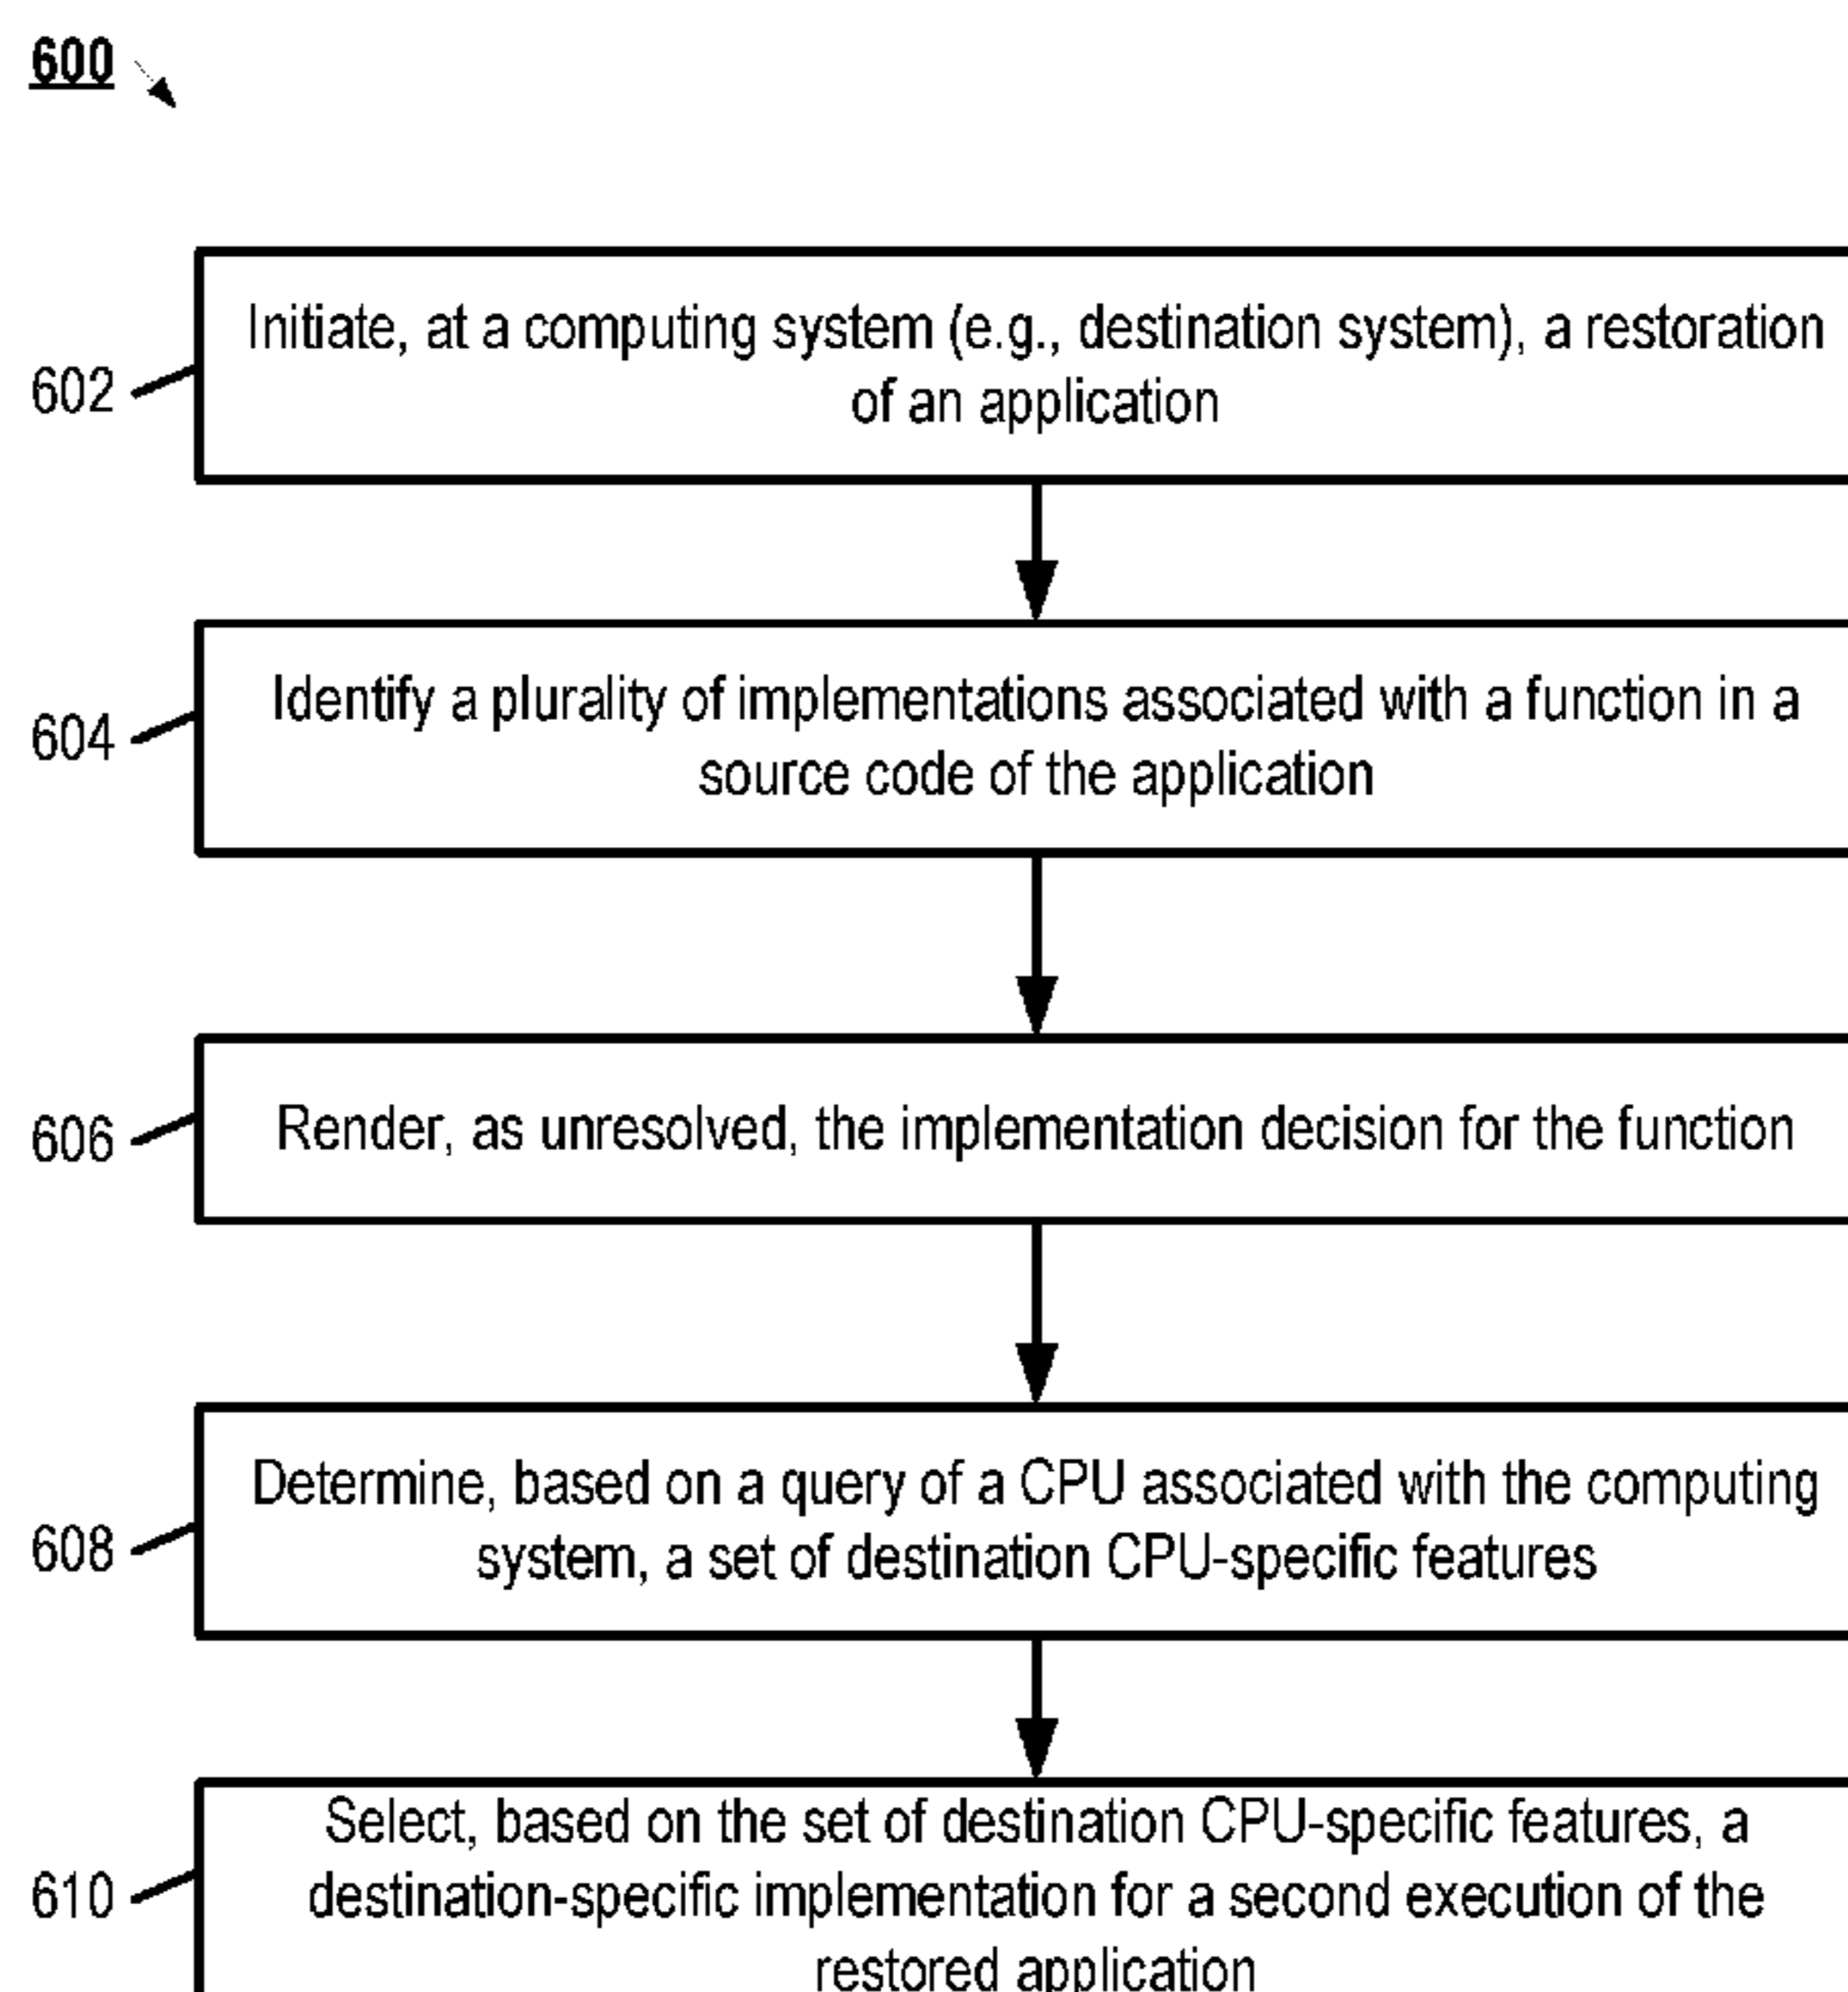 600
602
Initiate, at a computing system (e.g., destination system), a restoration
of an application
604
Identify a plurality of implementations associated with a function in a
source code of the application
606
Render, as unresolved, the implementation decision for the function
608
Determine, based on a query of a CPU associated with the computing
system, a set of destination CPU-specific features
610
Select, based on the set of destination CPU-specific features, a
destination-specific implementation for a second execution of the
restored application